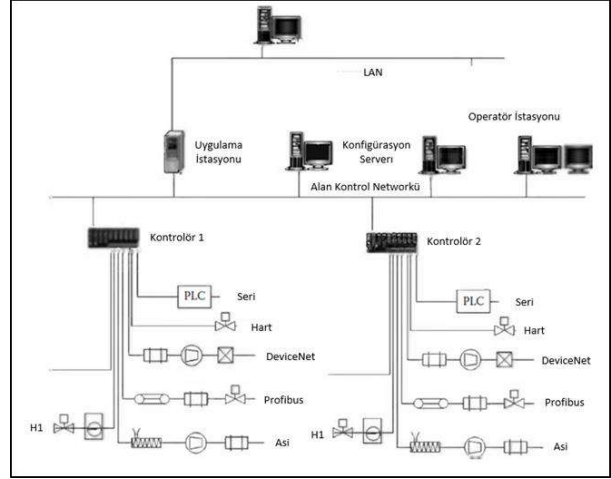 LAN
Operatör İstasyonu
Uygulama
İstasyonu
Konfigürasyon
Serverı
Alan Kontrol Networkü
Kontrolör 1
Kontrolör 2
PLC
Seri
Hart
DeviceNet
Profibus
H1
Asi
PLC
Seri
Hart
DeviceNet
Profibus
H1
Asi